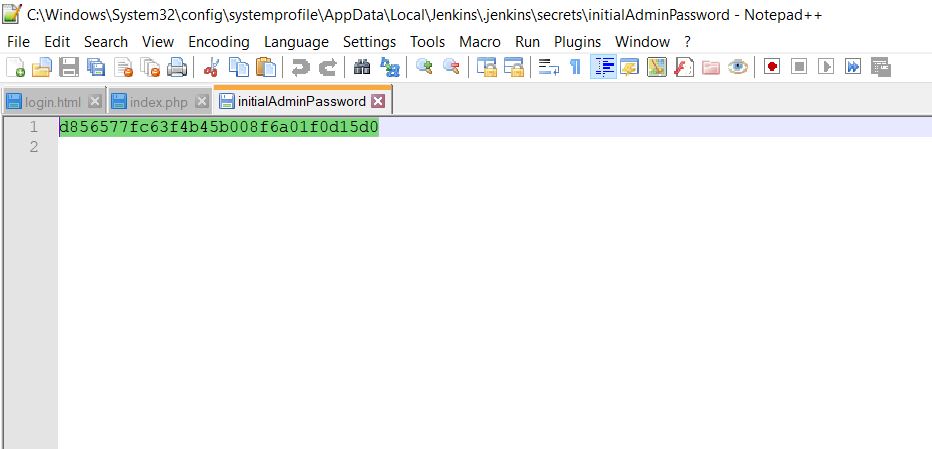 C:\Windows\System32\config\systemprofile\AppData\Local\Jenkins\.jenkins\secrets\initialAdminPassword - Notepad++
File Edit Search View Encoding Language Settings Tools Macro Run Plugins Window ?
login.html index.php initialAdminPassword
1 d856577fc63f4b45b008f6a01f0d15d0
2